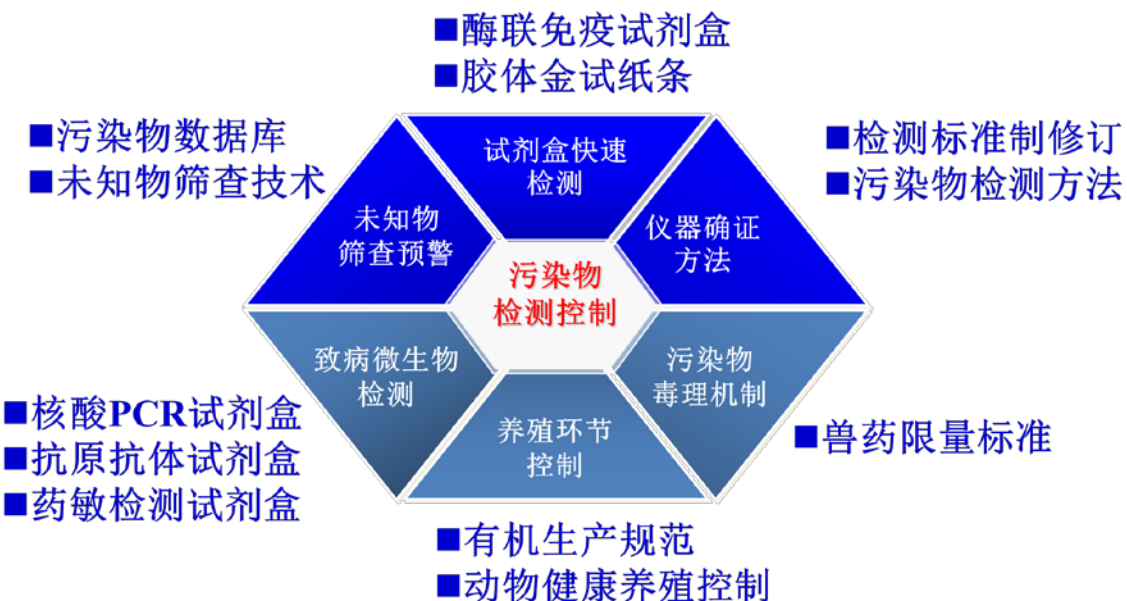 ■酶联免疫试剂盒
■胶体金试纸条
■污染物数据库
■未知物筛查技术
■检测标准制修订
■污染物检测方法
试剂盒快速
检测
未知物
筛查预警
仪器确证
方法
污染物
检测控制
致病微生物
检测
污染物
毒理机制
养殖环节
控制
■核酸PCR试剂盒
■抗原抗体试剂盒
■药敏检测试剂盒
■兽药限量标准
■有机生产规范
■动物健康养殖控制